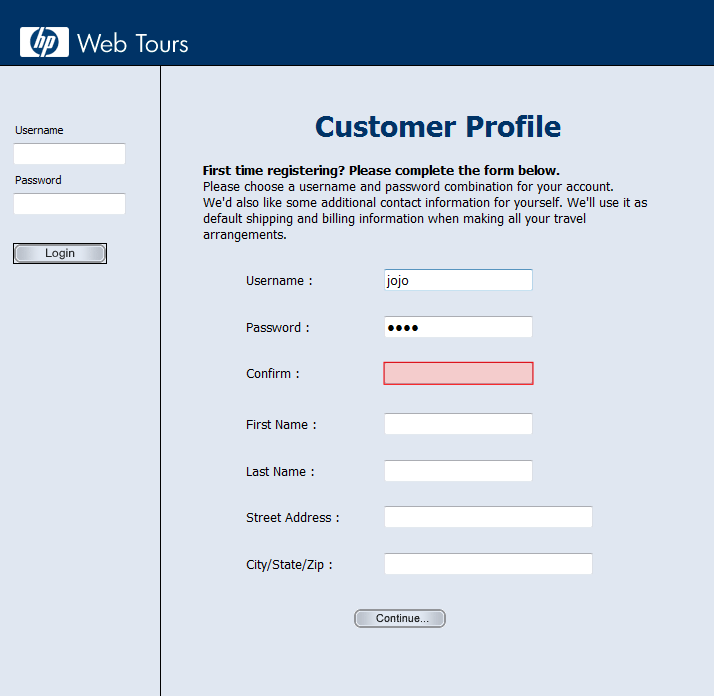 hp Web Tours
Username
Password
Login
Customer Profile
First time registering? Please complete the form below.
Please choose a username and password combination for your account.
We'd also like some additional contact information for yourself. We'll use it as
default shipping and billing information when making all your travel
arrangements.
Username : jojo
Password : ••••
Confirm :
First Name :
Last Name :
Street Address :
City/State/Zip :
Continue...